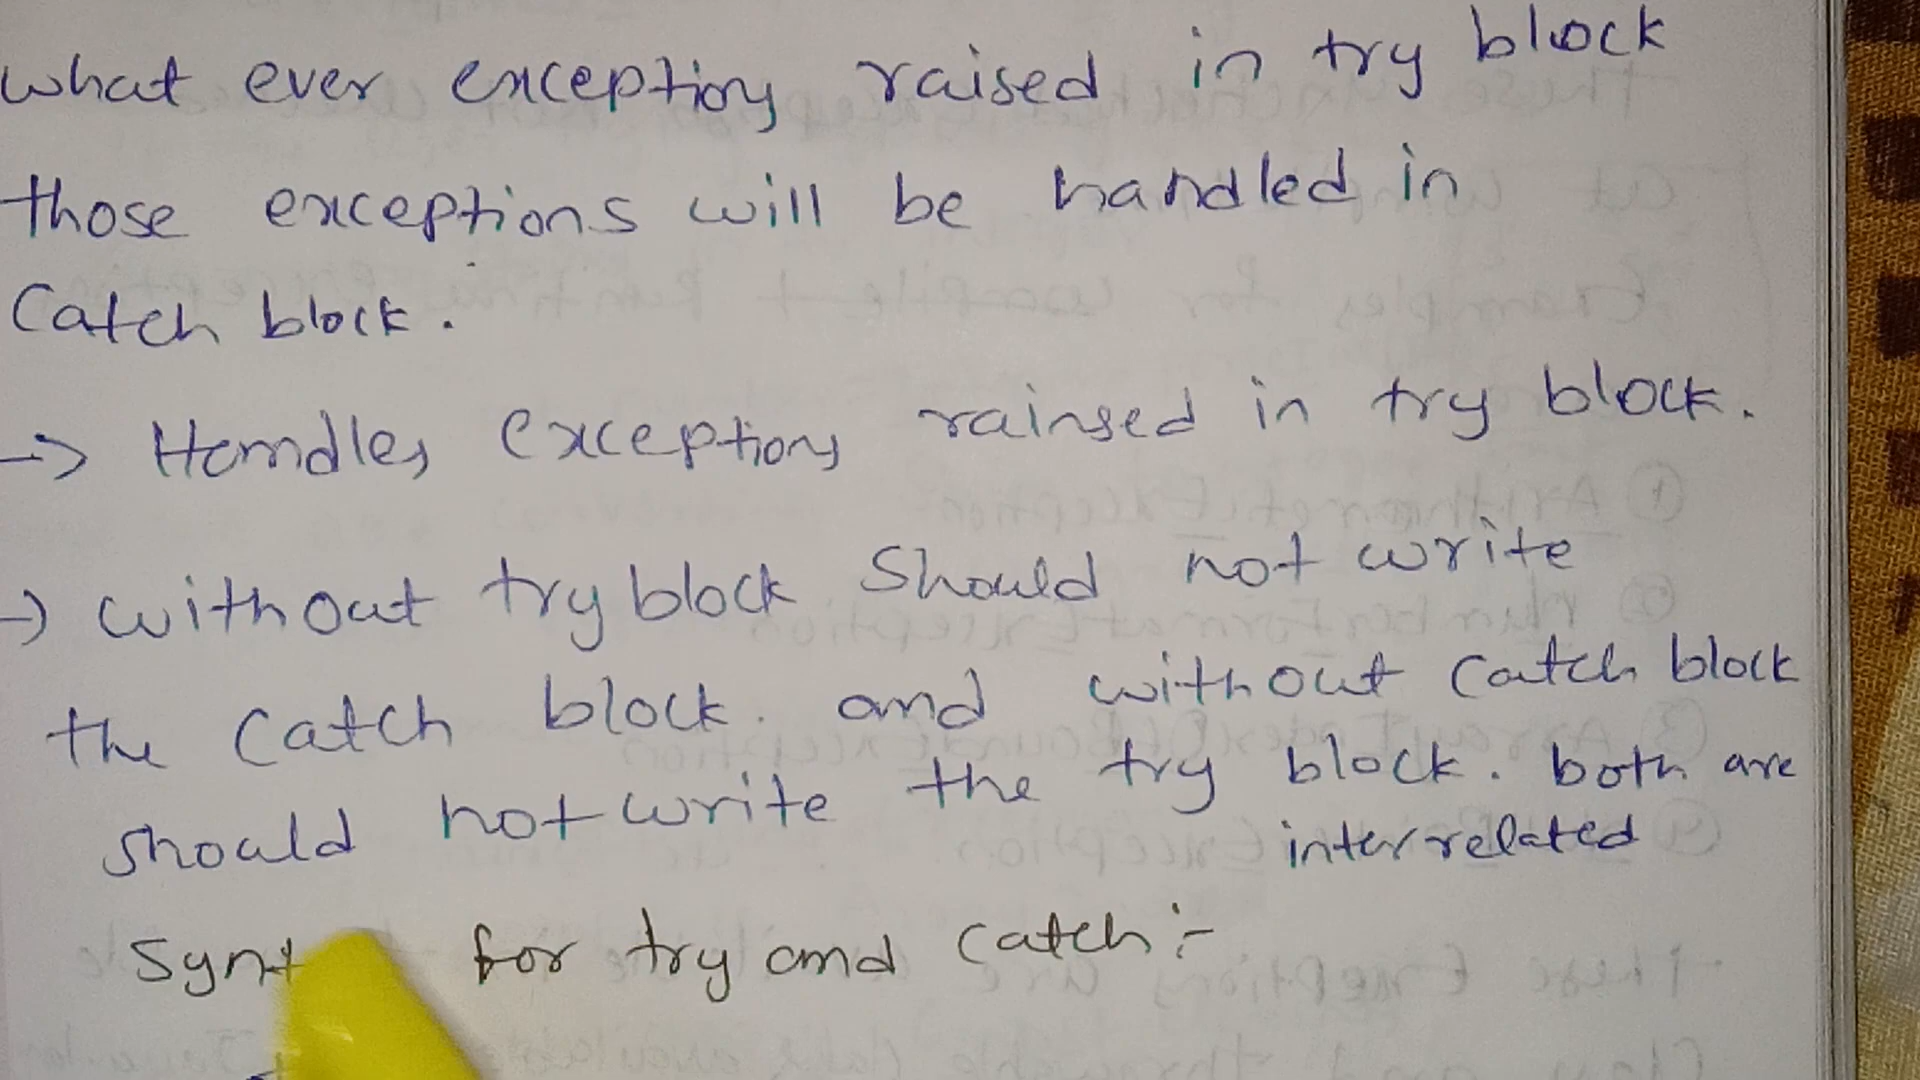 what ever exceptions raised in try block
those exceptions will be handled in
Catch block.
-> Handles exceptions rainsed in try block.
-> without try block should not write
the catch block. and without catch block
should not write the try block. both are
interrelated
for try and catch :-